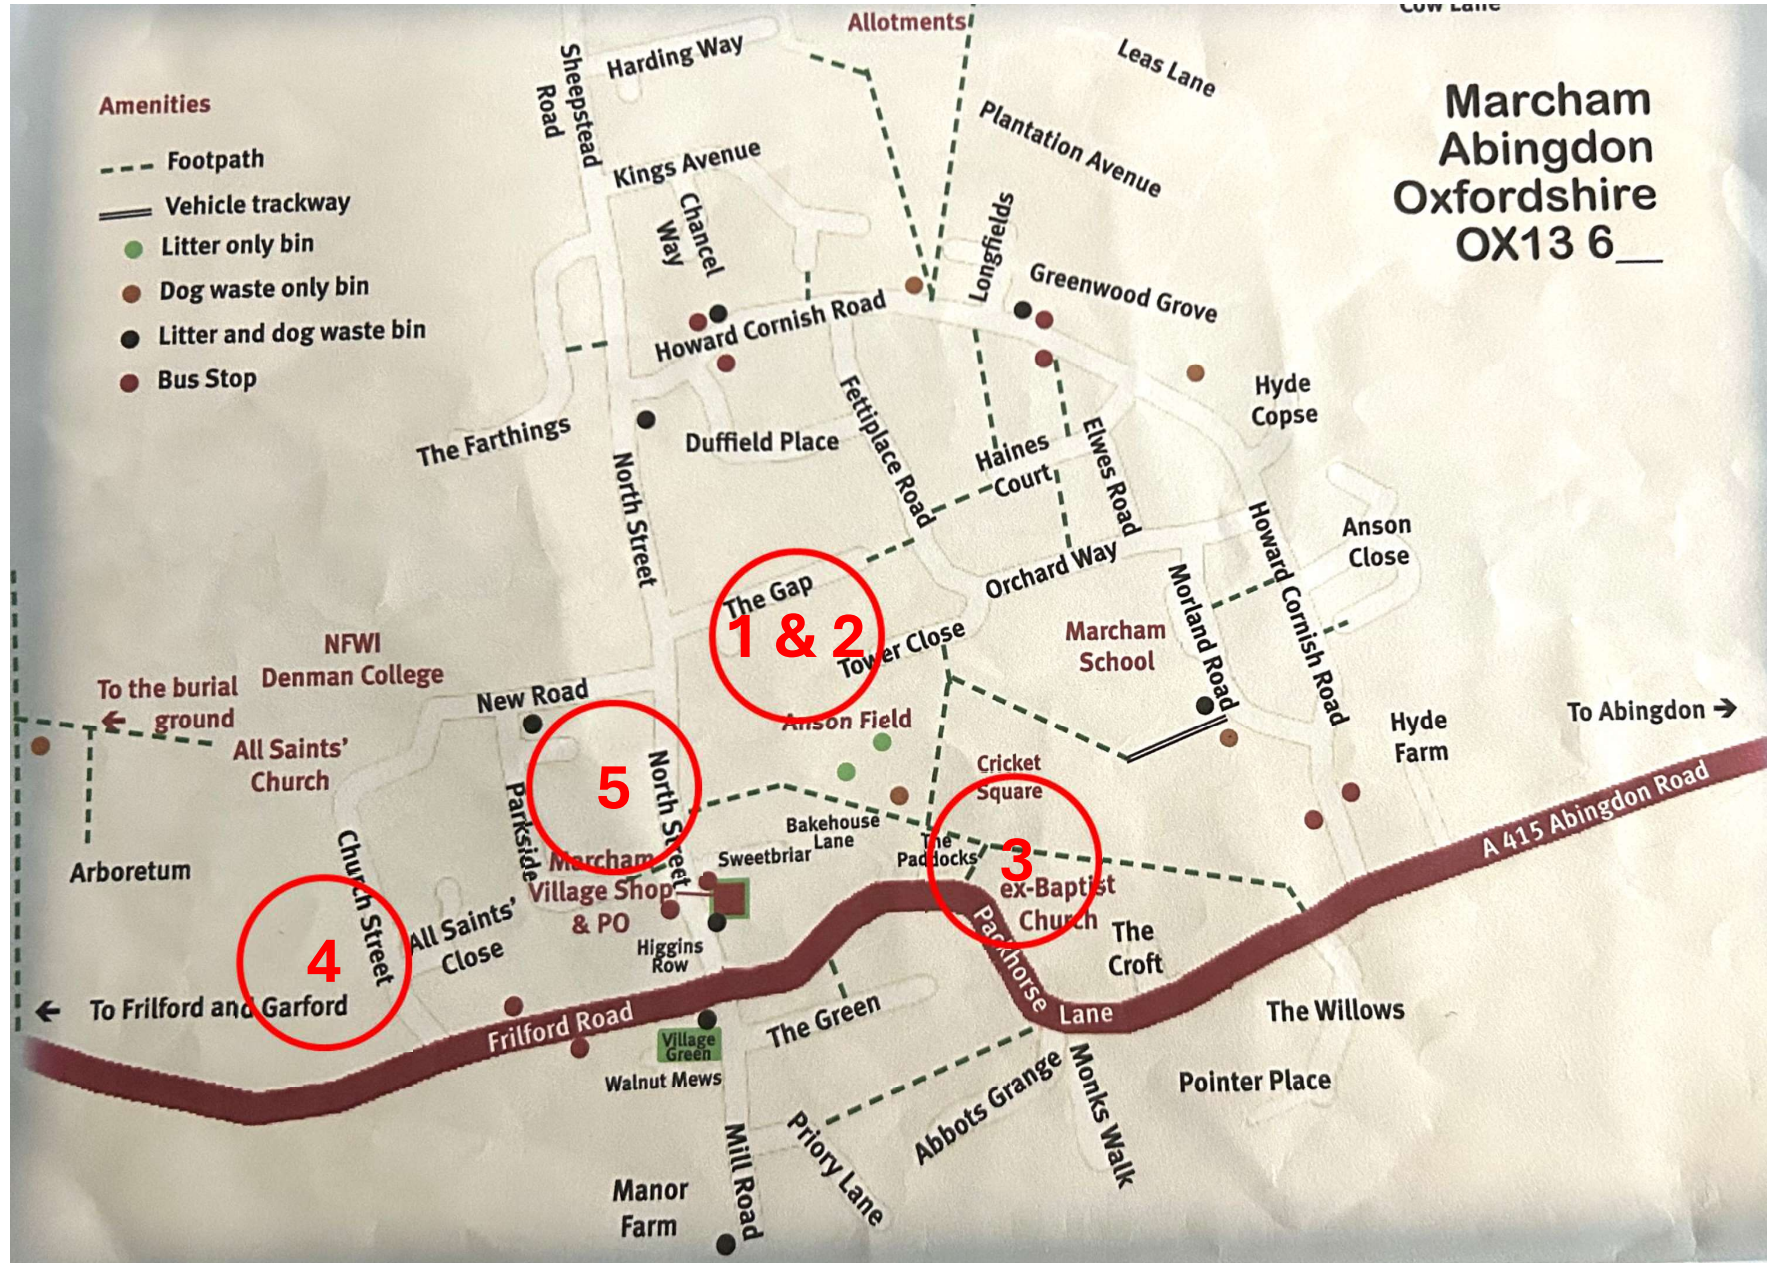 Cow Lane
Allotments
Harding Way
Leas Lane
Sheepstead
Road
Marcham
Abingdon
Oxfordshire
OX13 6__
Amenities
Footpath
Vehicle trackway
Litter only bin
Dog waste only bin
Litter and dog waste bin
Bus Stop
Plantation Avenue
Kings Avenue
Chancel
Way
Longfields
Greenwood Grove
Howard Cornish Road
Hyde
Copse
Fettiplace Road
The Farthings
Duffield Place
Haines
Court
Elwes Road
North Street
Howard Cornish Road
Anson
Close
The Gap
Orchard Way
1 & 2
Tower Close
Morland Road
Marcham
School
NFWI
Denman College
To the burial
ground
New Road
All Saints'
Church
Anson Field
To Abingdon
Hyde
Farm
Cricket
Square
5
North Street
Parkside
Bakehouse
Lane
Sweetbriar
The
Paddocks
3
A 415 Abingdon Road
Arboretum
Church Street
Marcham
Village Shop
& PO
ex-Baptist
Church
All Saints'
Close
Higgins
Row
Packhorse
Lane
The
Croft
4
To Frilford and Garford
Frilford Road
The Green
The Willows
Village
Green
Walnut Mews
Abbots Grange
Monks Walk
Pointer Place
Mill Road
Priory Lane
Manor
Farm